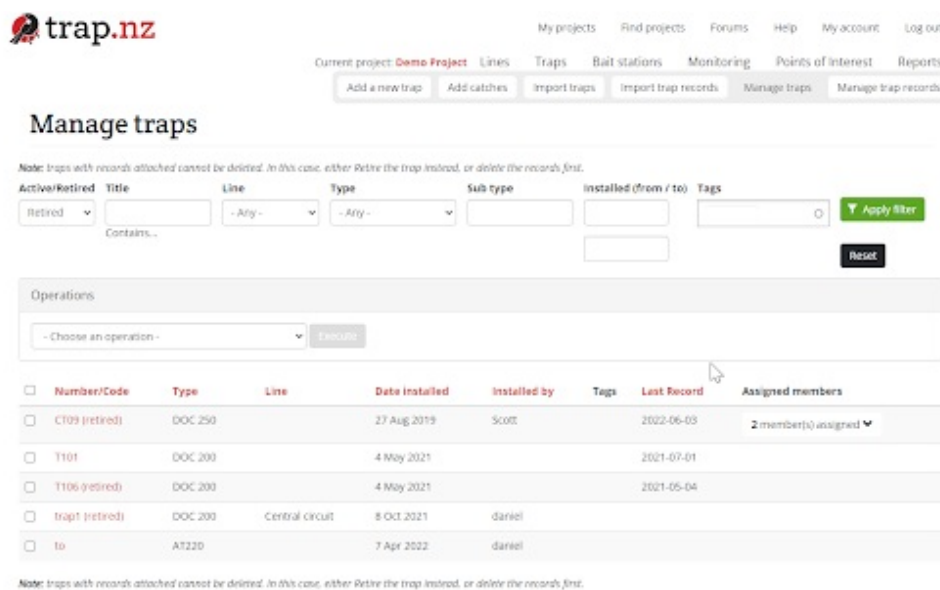 trap.nz
My projects Find projects Forums Help My account Log out
Current project: Demo Project Lines Traps Bait stations Monitoring Points of Interest Reports
Add a new trap Add catches Import traps Import trap records Manage traps Manage trap records
Manage traps
Note: traps with records attached cannot be deleted. In this case, either Retire the trap instead, or delete the records first.
Active/Retired Title Line Type Sub type Installed (from / to) Tags
Retired - Any - - Any - Apply filter
Contains...
Reset
Operations
- Choose an operation - Execute
Number/Code Type Line Date installed Installed by Tags Last Record Assigned members
CT09 (retired) DOC 250 27 Aug 2019 Scott 2022-06-03 2 member(s) assigned
T101 DOC 200 4 May 2021 2021-07-01
T106 (retired) DOC 200 4 May 2021 2021-05-04
trap1 (retired) DOC 200 Central circuit 8 Oct 2021 daniel
to AT220 7 Apr 2022 daniel
Note: traps with records attached cannot be deleted. In this case, either Retire the trap instead, or delete the records first.